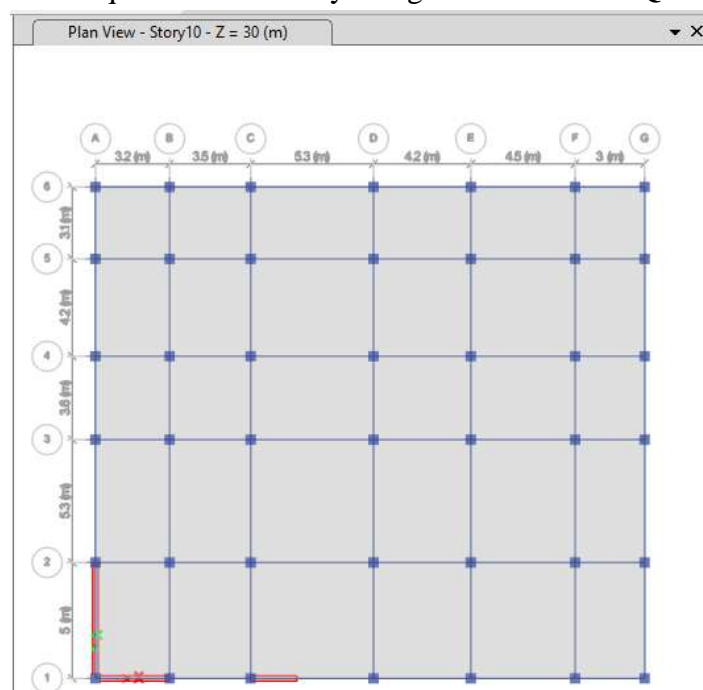 Plan View - Story10 - Z = 30 (m)
A B C D E F G
3.2 (m) 3.5 (m) 5.3 (m) 4.2 (m) 4.5 (m) 3 (m)
6
3.1 (m)
5
4.2 (m)
4
3.6 (m)
3
5.3 (m)
2
5 (m)
1